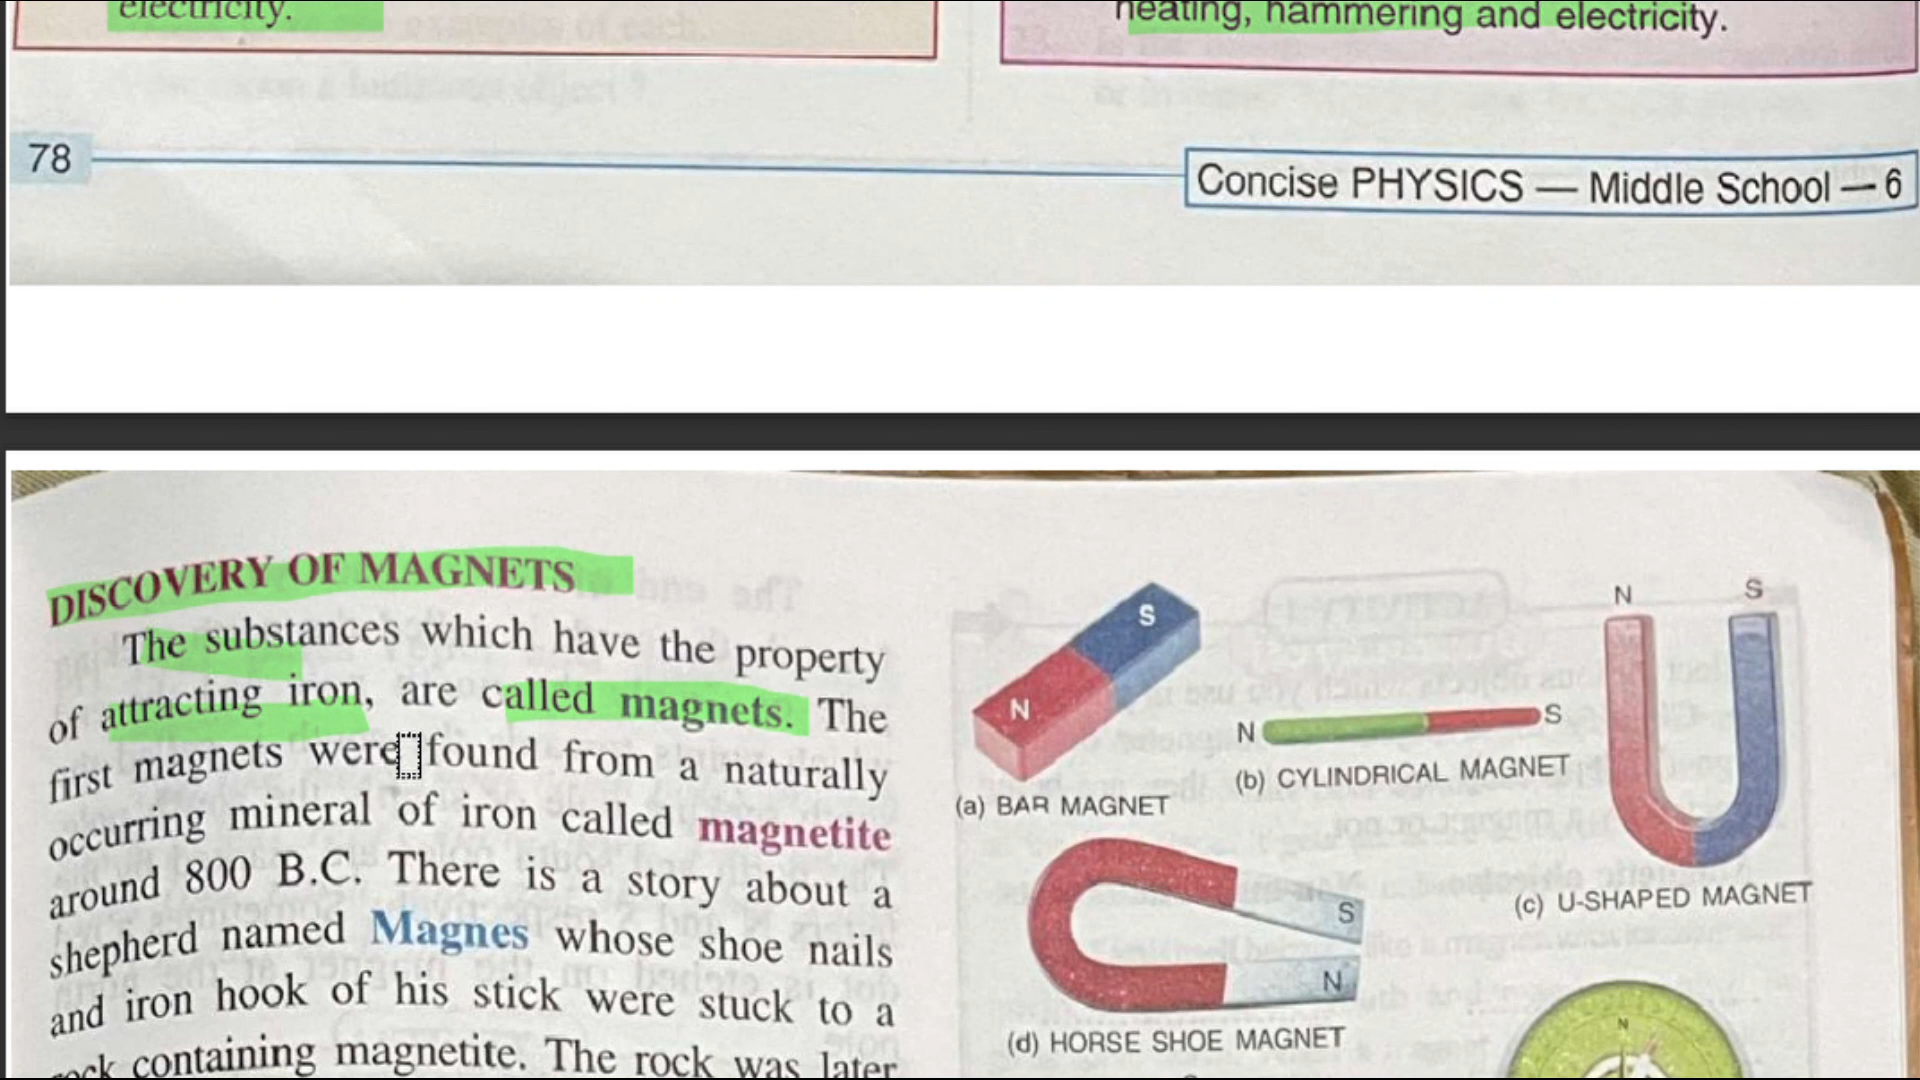 electricity.
heating, hammering and electricity.
78
Concise PHYSICS — Middle School — 6
DISCOVERY OF MAGNETS
The substances which have the property
of attracting iron, are called magnets. The
first magnets were found from a naturally
occurring mineral of iron called magnetite
around 800 B.C. There is a story about a
shepherd named Magnes whose shoe nails
and iron hook of his stick were stuck to a
rock containing magnetite. The rock was later
S
N
(a) BAR MAGNET
N
S
(b) CYLINDRICAL MAGNET
N
S
(c) U-SHAPED MAGNET
S
N
(d) HORSE SHOE MAGNET
N